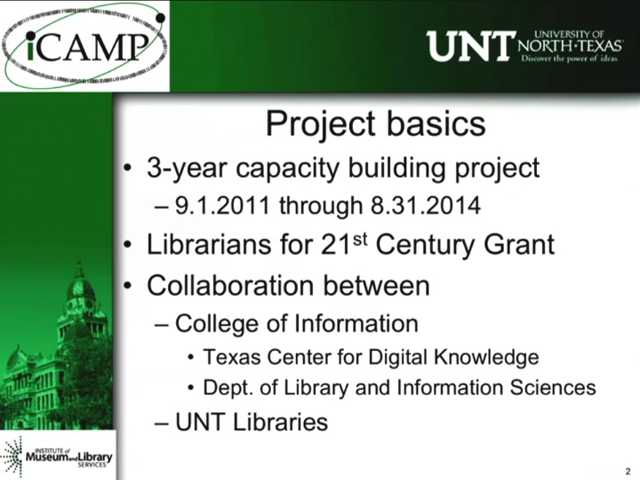 iCAMP
UNT UNIVERSITY OF
NORTH·TEXAS
Discover the power of ideas
Project basics
• 3-year capacity building project
– 9.1.2011 through 8.31.2014
• Librarians for 21st Century Grant
• Collaboration between
– College of Information
• Texas Center for Digital Knowledge
• Dept. of Library and Information Sciences
– UNT Libraries
INSTITUTE of
Museum and Library
SERVICES
2